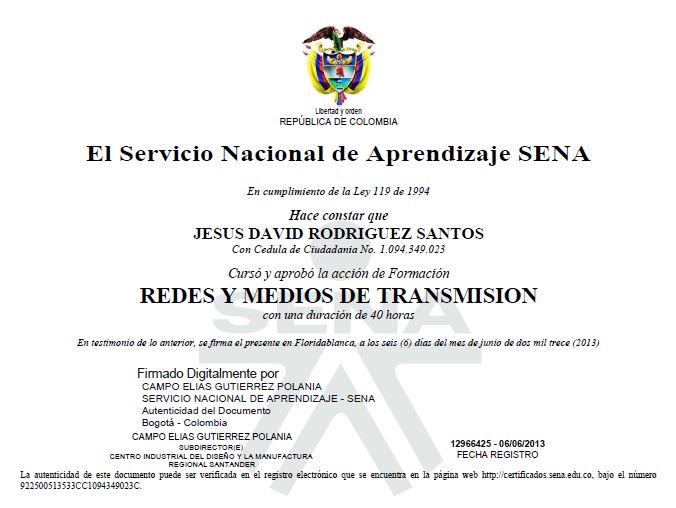 Libertad y orden
REPÚBLICA DE COLOMBIA
El Servicio Nacional de Aprendizaje SENA
En cumplimiento de la Ley 119 de 1994
Hace constar que
JESUS DAVID RODRIGUEZ SANTOS
Con Cedula de Ciudadania No. 1.094.349.023
Cursó y aprobó la acción de Formación
REDES Y MEDIOS DE TRANSMISION
con una duración de 40 horas
SENA
En testimonio de lo anterior, se firma el presente en Floridablanca, a los seis (6) días del mes de junio de dos mil trece (2013)
Firmado Digitalmente por
CAMPO ELIAS GUTIERREZ POLANIA
SERVICIO NACIONAL DE APRENDIZAJE - SENA
Autenticidad del Documento
Bogotá - Colombia
CAMPO ELIAS GUTIERREZ POLANIA
SUBDIRECTOR(E)
CENTRO INDUSTRIAL DEL DISEÑO Y LA MANUFACTURA
REGIONAL SANTANDER
12966425 - 06/06/2013
FECHA REGISTRO
La autenticidad de este documento puede ser verificada en el registro electrónico que se encuentra en la página web http://certificados.sena.edu.co, bajo el número
922500513533CC1094349023C.